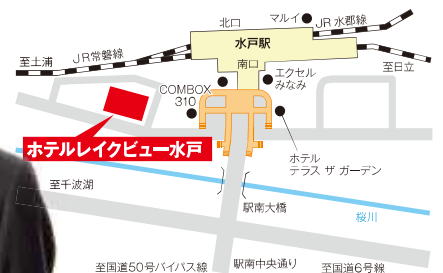 北口
マルイ
JR水郡線
水戸駅
至土浦
JR常磐線
南口
エクセル
みなみ
至日立
COMBOX
310
ホテルレイクビュー水戸
ホテル
テラス ザ ガーデン
至千波湖
駅南大橋
桜川
至国道50号バイパス線
駅南中央通り
至国道6号線